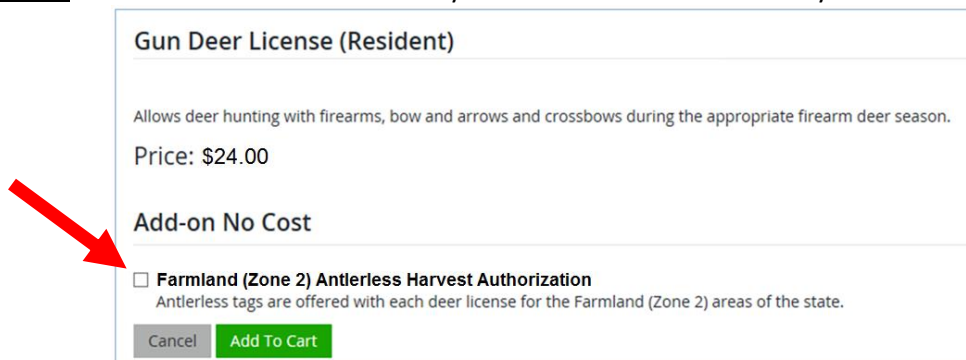 Gun Deer License (Resident)
Allows deer hunting with firearms, bow and arrows and crossbows during the appropriate firearm deer season.
Price: $24.00
Add-on No Cost
Farmland (Zone 2) Antlerless Harvest Authorization
Antlerless tags are offered with each deer license for the Farmland (Zone 2) areas of the state.
Cancel Add To Cart